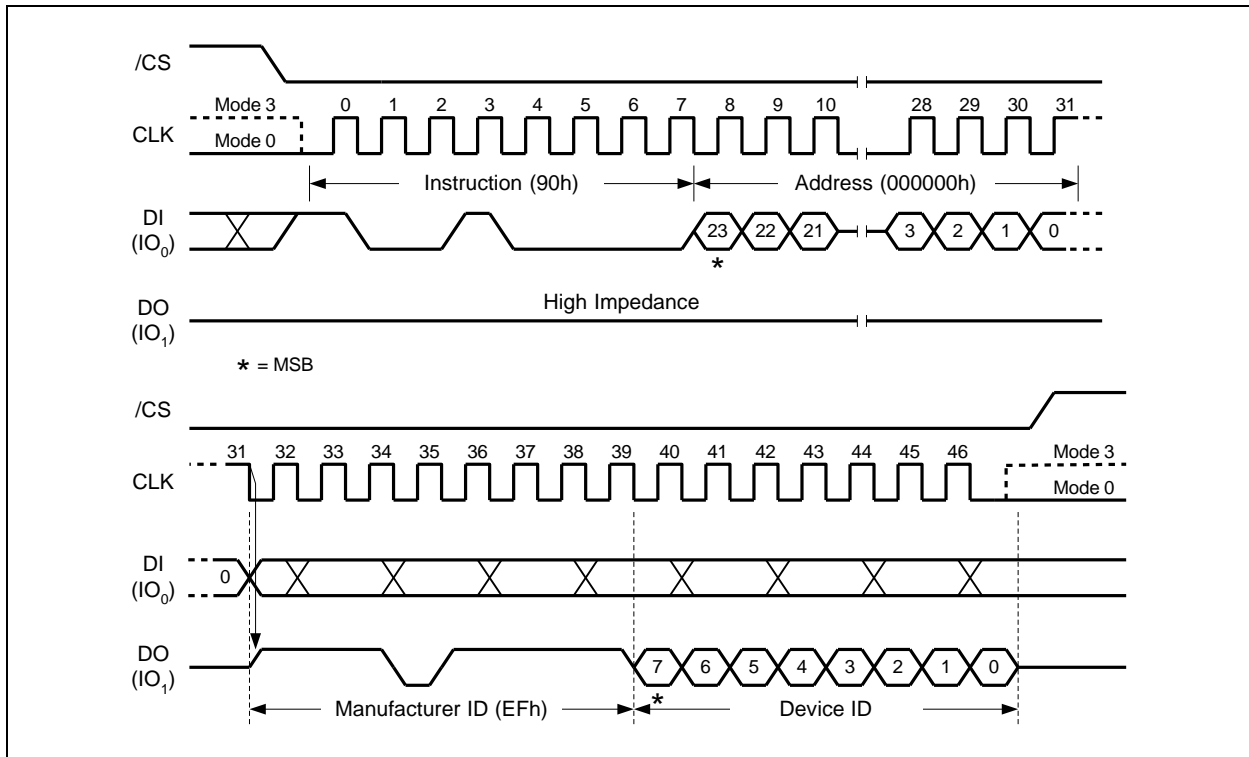 /CS
Mode 3
0 1 2 3 4 5 6 7 8 9 10 28 29 30 31
CLK
Mode 0
Instruction (90h) Address (000000h)
DI
(IO0)
23 22 21 3 2 1 0
*
High Impedance
DO
(IO1)
* = MSB
/CS
31 32 33 34 35 36 37 38 39 40 41 42 43 44 45 46
Mode 3
CLK
Mode 0
DI
(IO0)
0
DO
(IO1)
7 6 5 4 3 2 1 0
*
Manufacturer ID (EFh) Device ID